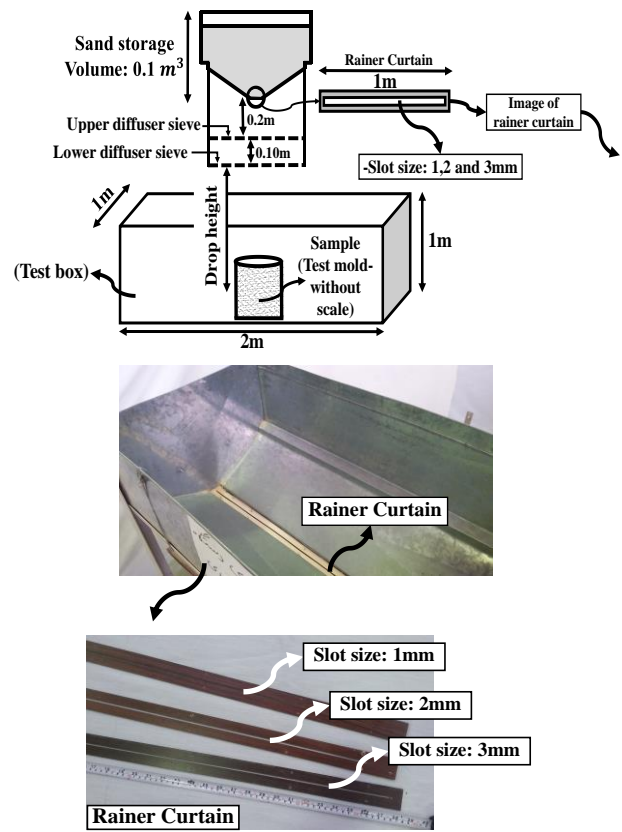 Sand storage
Volume: 0.1 m³
Rainer Curtain
1m
0.2m
Image of
rainer curtain
Upper diffuser sieve
Lower diffuser sieve
0.10m
-Slot size: 1,2 and 3mm
1m
Drop height
1m
Sample
(Test mold-
without
scale)
(Test box)
2m
Rainer Curtain
Slot size: 1mm
Slot size: 2mm
Slot size: 3mm
Rainer Curtain